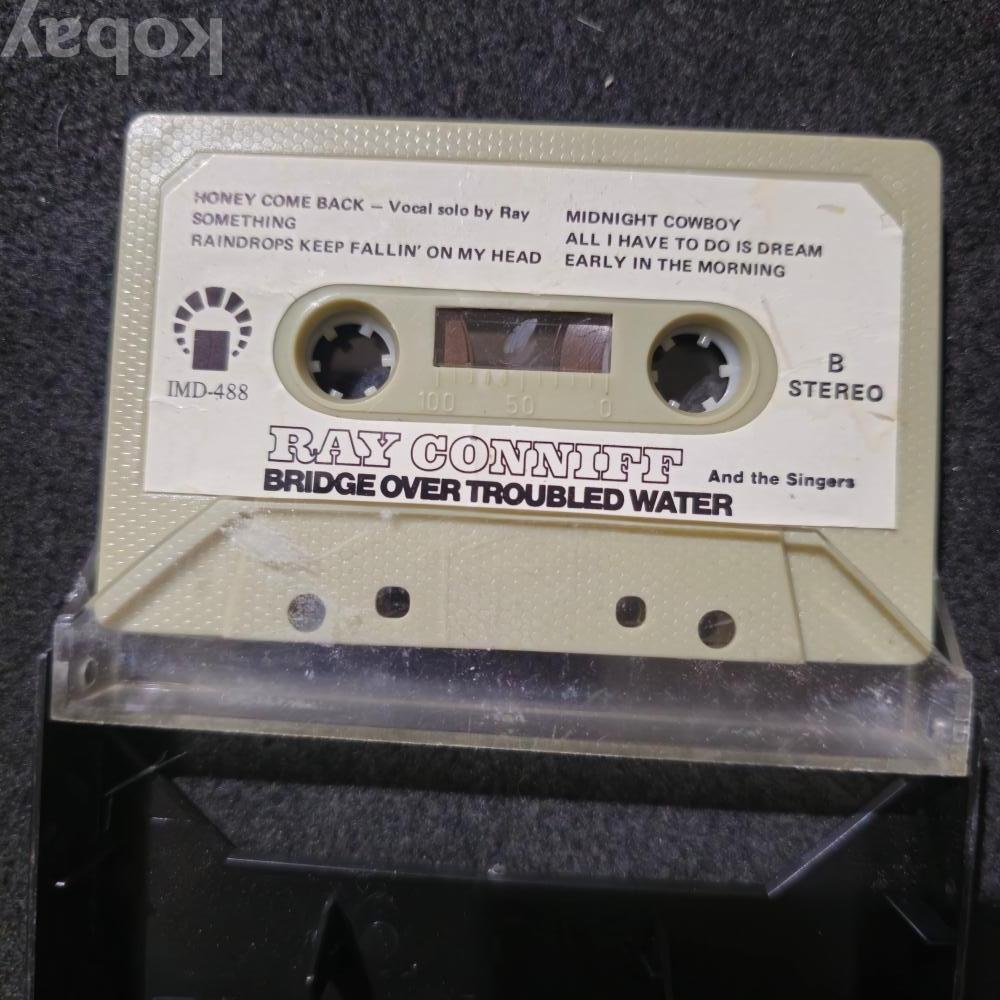 kobay
HONEY COME BACK – Vocal solo by Ray
SOMETHING
RAINDROPS KEEP FALLIN' ON MY HEAD
MIDNIGHT COWBOY
ALL I HAVE TO DO IS DREAM
EARLY IN THE MORNING
IMD-488
100 50 0
B
STEREO
RAY CONNIFF And the Singers
BRIDGE OVER TROUBLED WATER